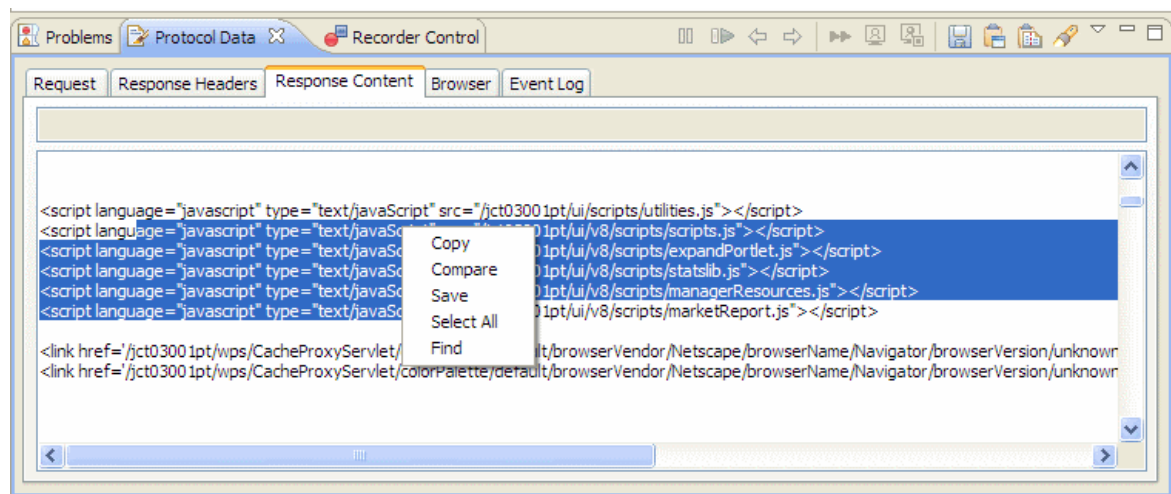 Problems Protocol Data Recorder Control
Request Response Headers Response Content Browser Event Log
<script language="javascript" type="text/javaScript" src="/jct03001pt/ui/scripts/utilities.js"></script>
<script language="javascript" type="text/javaSc 1pt/ui/v8/scripts/scripts.js"></script>
<script language="javascript" type="text/javaSc 1pt/ui/v8/scripts/expandPortlet.js"></script>
<script language="javascript" type="text/javaSc 1pt/ui/v8/scripts/statslib.js"></script>
<script language="javascript" type="text/javaSc 1pt/ui/v8/scripts/managerResources.js"></script>
<script language="javascript" type="text/javaSc 1pt/ui/v8/scripts/marketReport.js"></script>
Copy
Compare
Save
Select All
Find
<link href='/jct03001pt/wps/CacheProxyServlet/ lt/browserVendor/Netscape/browserName/Navigator/browserVersion/unknown
<link href='/jct03001pt/wps/CacheProxyServlet/colorPalette/default/browserVendor/Netscape/browserName/Navigator/browserVersion/unknown